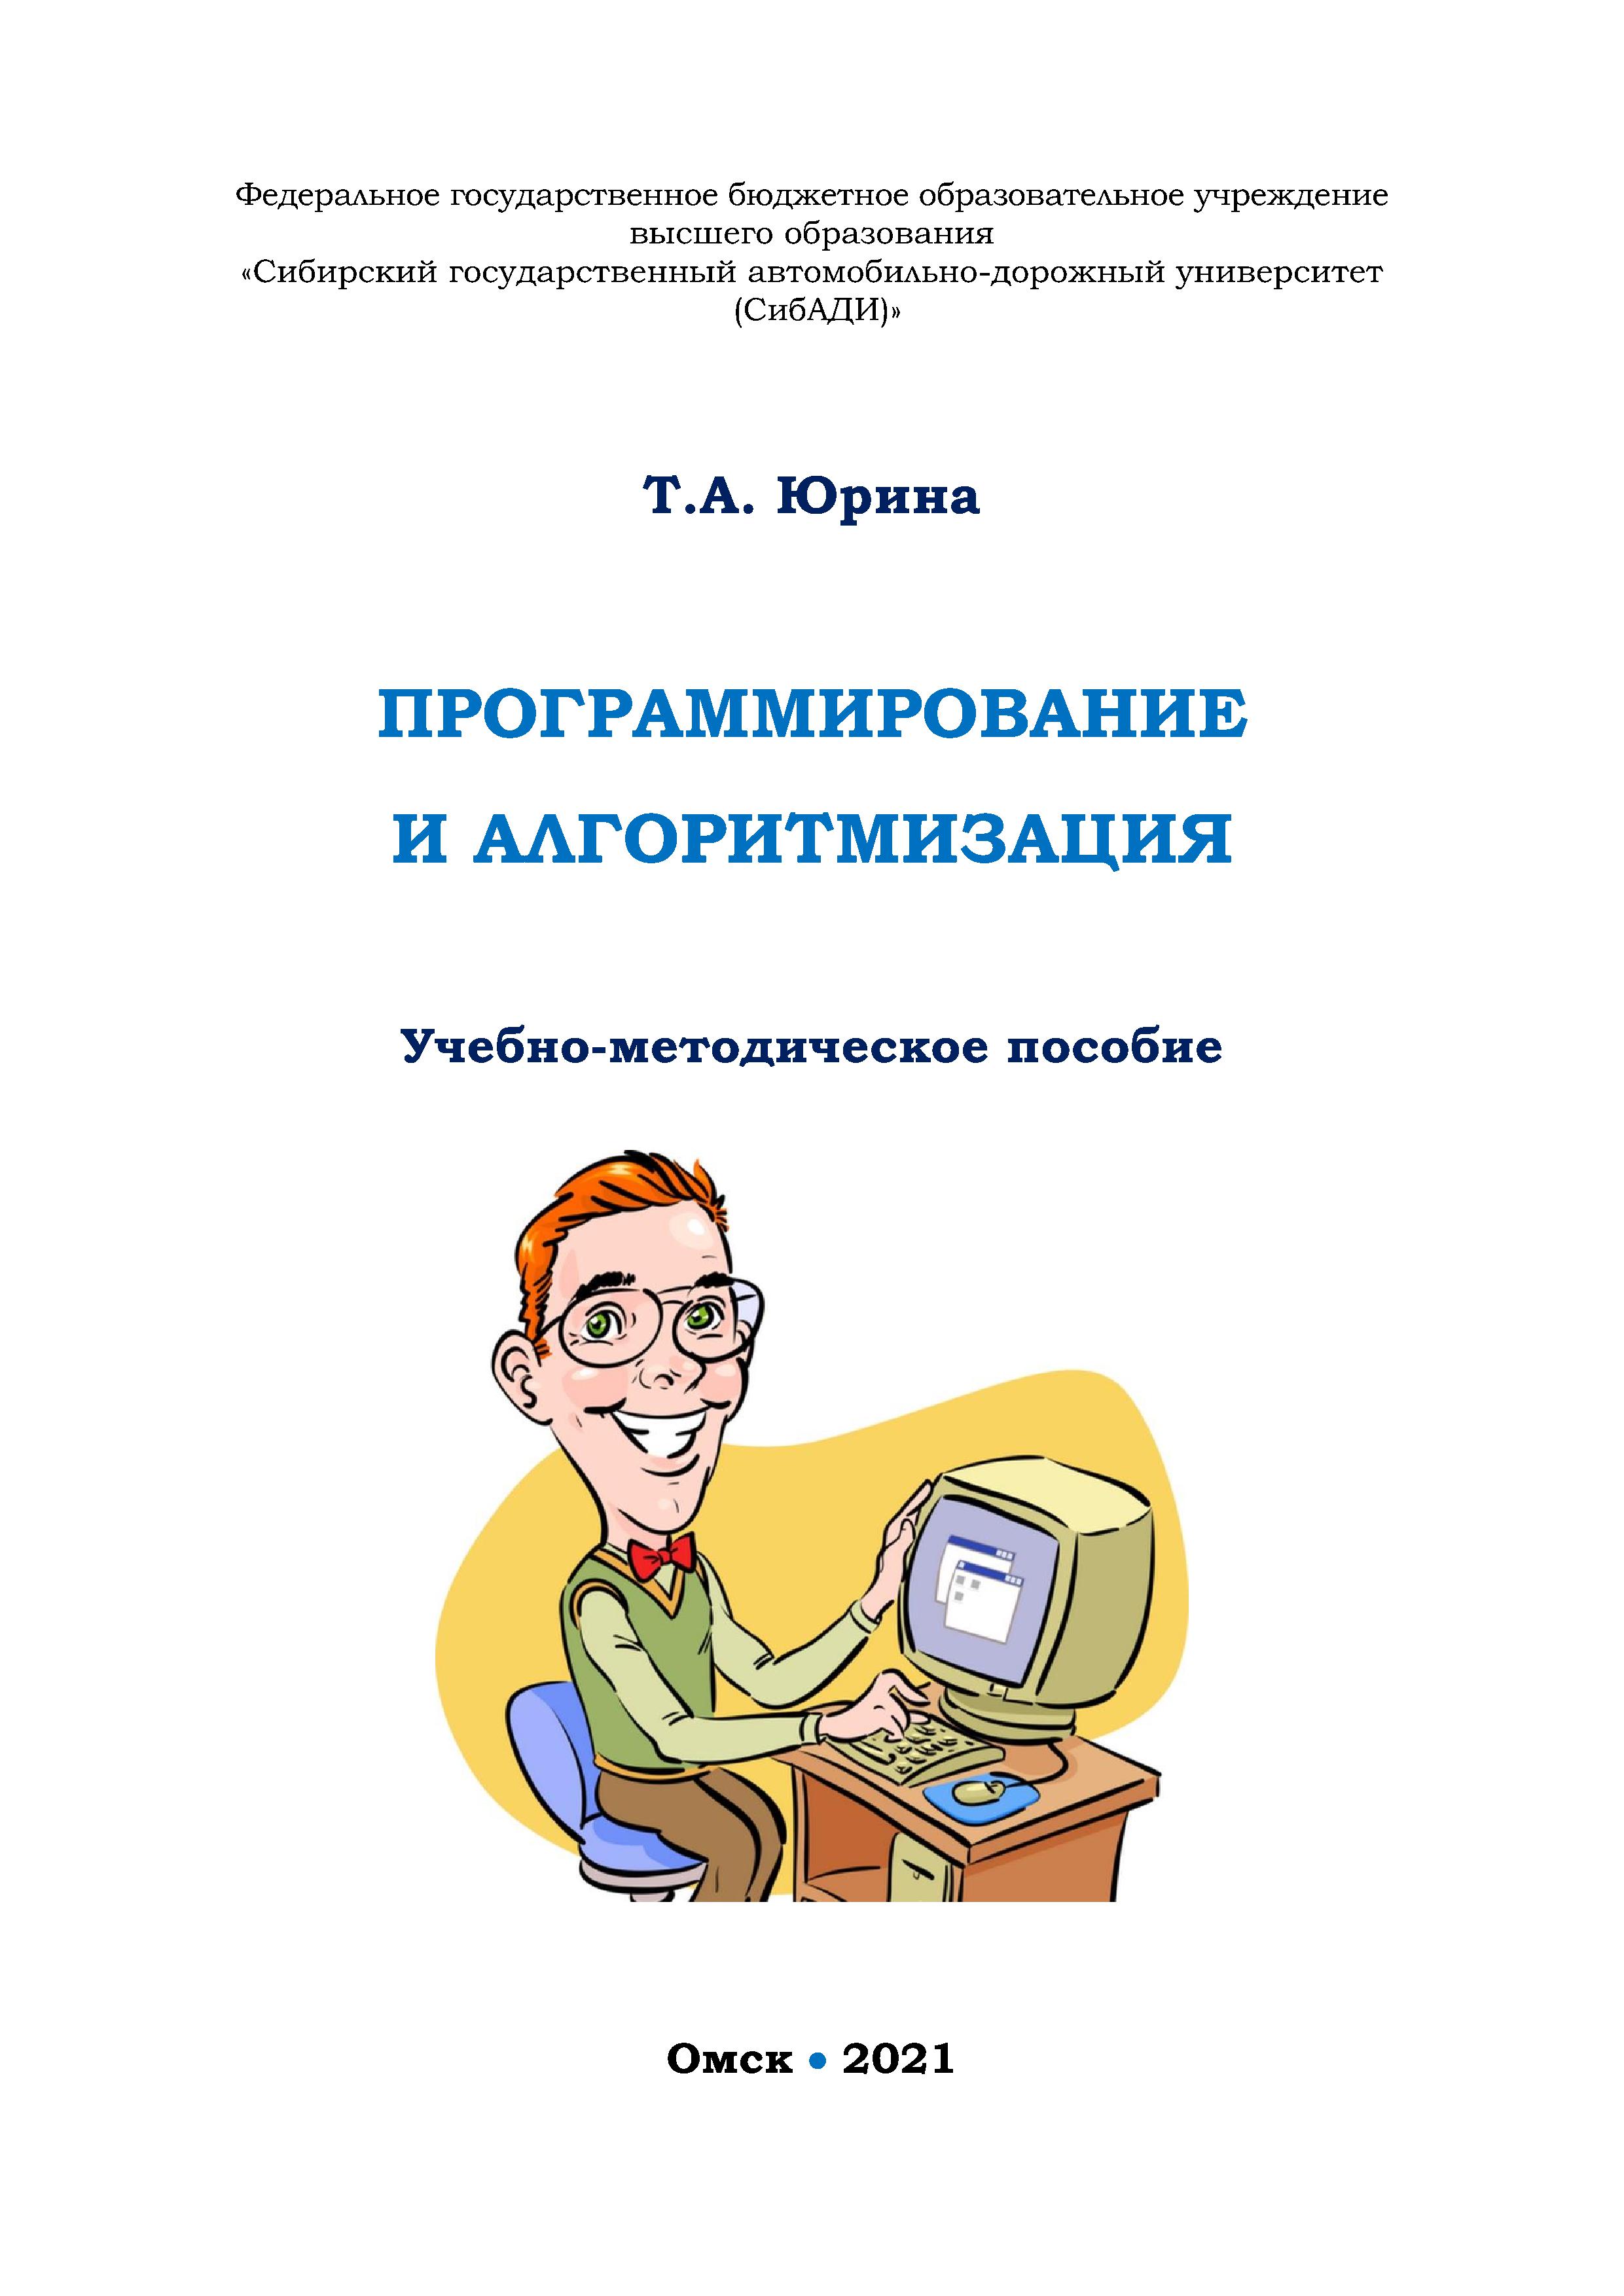 Федеральное государственное бюджетное образовательное учреждение
высшего образования
«Сибирский государственный автомобильно-дорожный университет
(СибАДИ)»
Т.А. Юрина
ПРОГРАММИРОВАНИЕ
И АЛГОРИТМИЗАЦИЯ
Учебно-методическое пособие
Омск • 2021